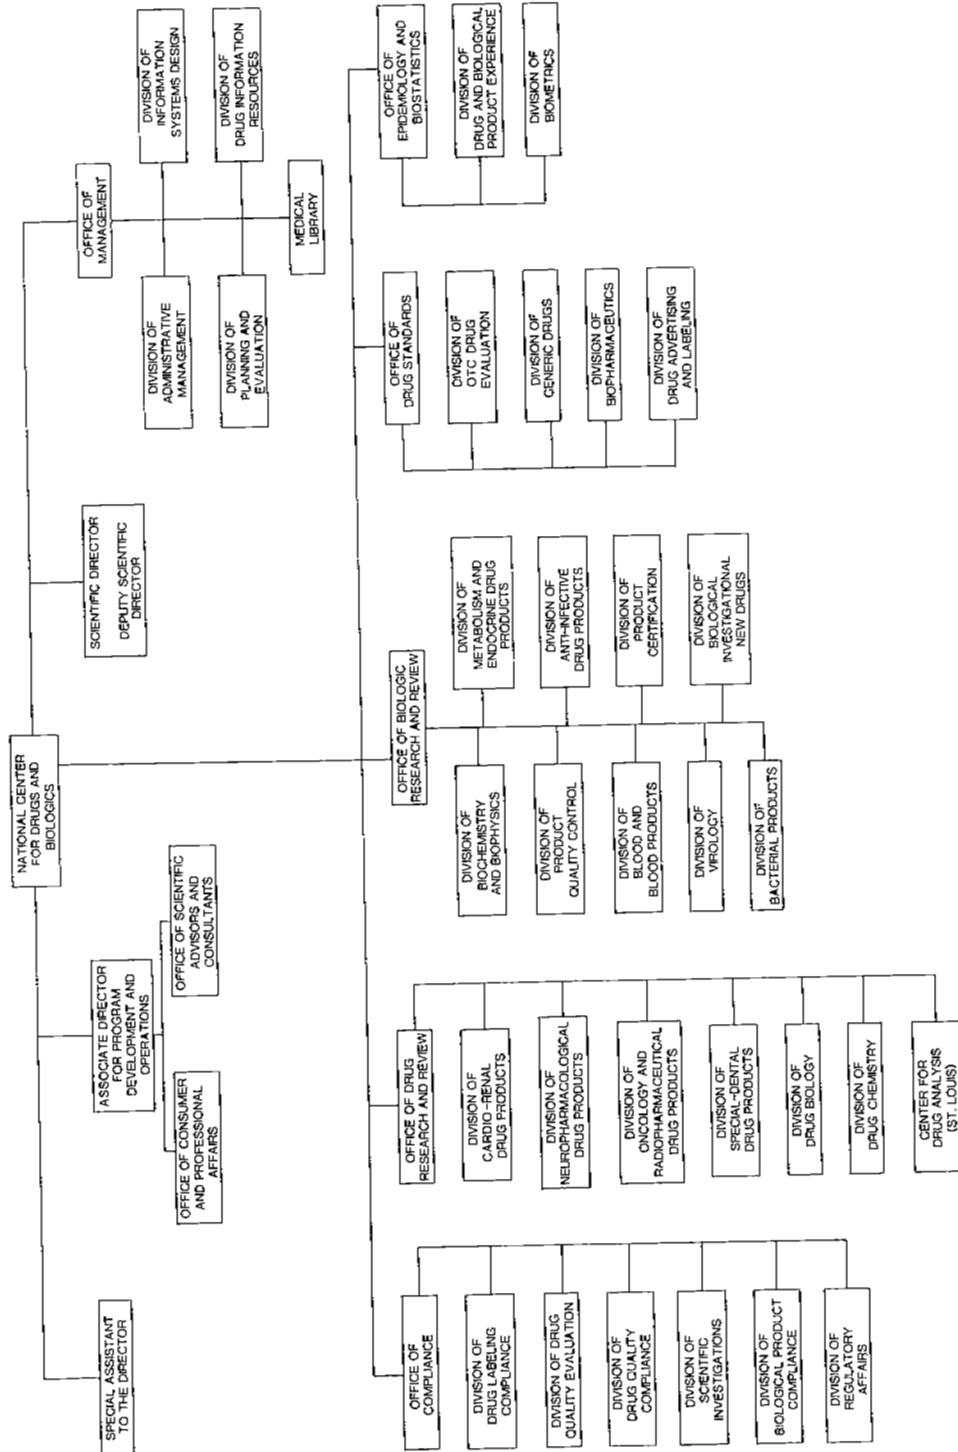 NATIONAL CENTER
FOR DRUGS AND
BIOLOGICS
SPECIAL ASSISTANT
TO THE DIRECTOR
ASSOCIATE DIRECTOR
FOR PROGRAM
DEVELOPMENT AND
OPERATIONS
OFFICE OF CONSUMER
AND PROFESSIONAL
AFFAIRS
OFFICE OF SCIENTIFIC
ADVISORS AND
CONSULTANTS
SCIENTIFIC DIRECTOR
DEPUTY SCIENTIFIC
DIRECTOR
OFFICE OF
MANAGEMENT
DIVISION OF
ADMINISTRATIVE
MANAGEMENT
DIVISION OF
INFORMATION
SYSTEMS DESIGN
DIVISION OF
PLANNING AND
EVALUATION
DIVISION OF
DRUG INFORMATION
RESOURCES
MEDICAL
LIBRARY
OFFICE OF
COMPLIANCE
DIVISION OF
DRUG LABELING
COMPLIANCE
DIVISION OF DRUG
QUALITY EVALUATION
DIVISION OF
DRUG QUALITY
COMPLIANCE
DIVISION OF
SCIENTIFIC
INVESTIGATIONS
DIVISION OF
BIOLOGICAL PRODUCT
COMPLIANCE
DIVISION OF
REGULATORY
AFFAIRS
OFFICE OF DRUG
RESEARCH AND REVIEW
DIVISION OF
CARDIO-RENAL
DRUG PRODUCTS
DIVISION OF
NEUROPHARMACOLOGICAL
DRUG PRODUCTS
DIVISION OF
ONCOLOGY AND
RADIOPHARMACEUTICAL
DRUG PRODUCTS
DIVISION OF
SPECIAL-DENTAL
DRUG PRODUCTS
DIVISION OF
DRUG BIOLOGY
DIVISION OF
DRUG CHEMISTRY
CENTER FOR
DRUG ANALYSIS
(ST. LOUIS)
OFFICE OF BIOLOGIC
RESEARCH AND REVIEW
DIVISION OF
BIOCHEMISTRY
AND BIOPHYSICS
DIVISION OF
METABOLISM AND
ENDOCRINE DRUG
PRODUCTS
DIVISION OF
PRODUCT
QUALITY CONTROL
DIVISION OF
ANTI-INFECTIVE
DRUG PRODUCTS
DIVISION OF
BLOOD AND
BLOOD PRODUCTS
DIVISION OF
PRODUCT
CERTIFICATION
DIVISION OF
VIROLOGY
DIVISION OF
BIOLOGICAL
INVESTIGATIONAL
NEW DRUGS
DIVISION OF
BACTERIAL PRODUCTS
OFFICE OF
DRUG STANDARDS
DIVISION OF
OTC DRUG
EVALUATION
DIVISION OF
GENERIC DRUGS
DIVISION OF
BIOPHARMACEUTICS
DIVISION OF
DRUG ADVERTISING
AND LABELING
OFFICE OF
EPIDEMIOLOGY AND
BIOSTATISTICS
DIVISION OF
DRUG AND BIOLOGICAL
PRODUCT EXPERIENCE
DIVISION OF
BIOMETRICS